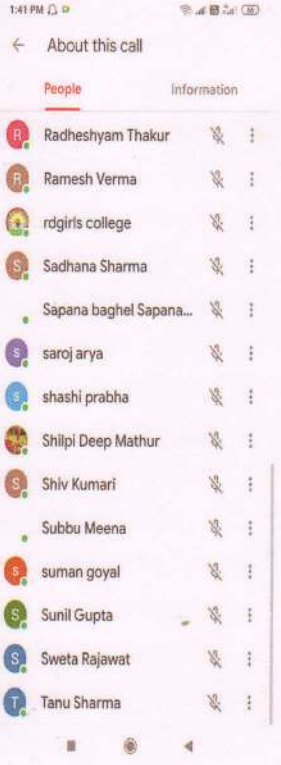 1:41 PM
56
About this call
People Information
R Radheshyam Thakur
R Ramesh Verma
rdgirls college
S Sadhana Sharma
Sapana baghel Sapana...
s saroj arya
s shashi prabha
Shilpi Deep Mathur
S Shiv Kumari
Subbu Meena
s suman goyal
S Sunil Gupta
S Sweta Rajawat
T Tanu Sharma